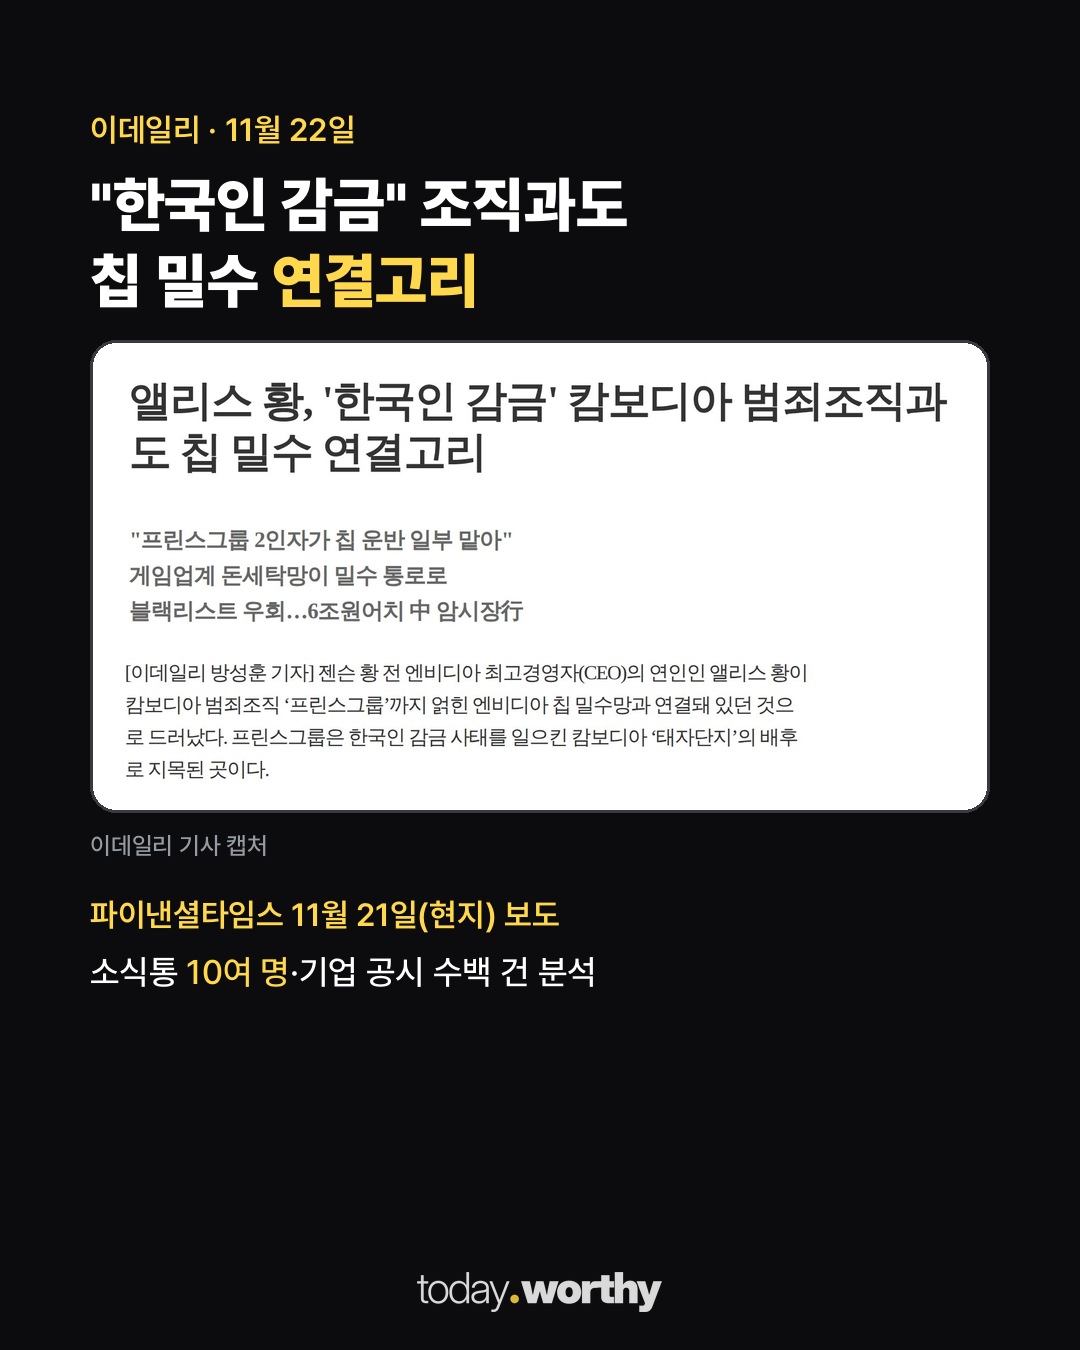 이데일리 · 11월 22일
"한국인 감금" 조직과도
칩 밀수 연결고리
앨리스 황, '한국인 감금' 캄보디아 범죄조직과
도 칩 밀수 연결고리
"프린스그룹 2인자가 칩 운반 일부 맡아"
게임업계 돈세탁망이 밀수 통로로
블랙리스트 우회…6조원어치 中 암시장行
[이데일리 방성훈 기자] 젠슨 황 전 엔비디아 최고경영자(CEO)의 연인인 앨리스 황이
캄보디아 범죄조직 ‘프린스그룹’까지 얽힌 엔비디아 칩 밀수망과 연결돼 있던 것으
로 드러났다. 프린스그룹은 한국인 감금 사태를 일으킨 캄보디아 ‘태자단지’의 배후
로 지목된 곳이다.
이데일리 기사 캡처
파이낸셜타임스 11월 21일(현지) 보도
소식통 10여 명·기업 공시 수백 건 분석
today.worthy